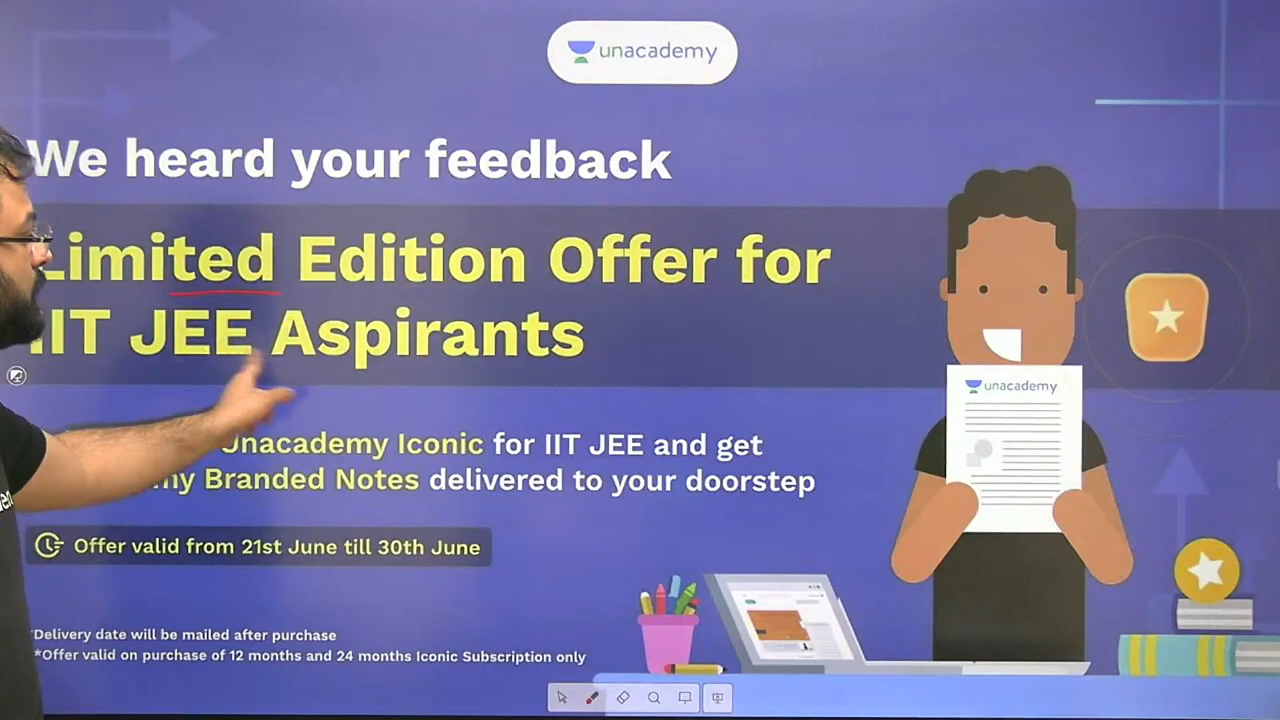 unacademy
We heard your feedback
Limited Edition Offer for
IIT JEE Aspirants
unacademy
Unacademy Iconic for IIT JEE and get
Branded Notes delivered to your doorstep
Offer valid from 21st June till 30th June
*Delivery date will be mailed after purchase
*Offer valid on purchase of 12 months and 24 months Iconic Subscription only